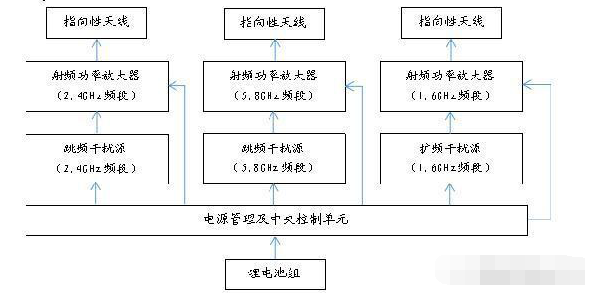 指向性天线
指向性天线
指向性天线
射频功率放大器
(2.4GHz频段)
射频功率放大器
(5.8GHz频段)
射频功率放大器
(1.6GHz频段)
跳频干扰源
(2.4GHz频段)
跳频干扰源
(5.8GHz频段)
扩频干扰源
(1.6GHz频段)
电源管理及中央控制单元
锂电池组